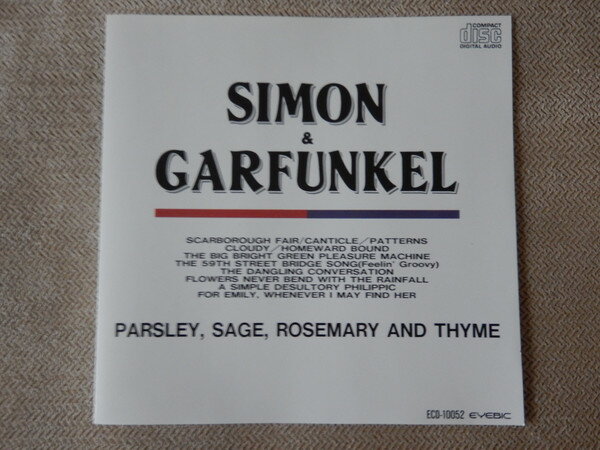 COMPACT
disc
DIGITAL AUDIO
SIMON
&
GARFUNKEL
SCARBOROUGH FAIR/CANTICLE/PATTERNS
CLOUDY/HOMEWARD BOUND
THE BIG BRIGHT GREEN PLEASURE MACHINE
THE 59TH STREET BRIDGE SONG(Feelin' Groovy)
THE DANGLING CONVERSATION
FLOWERS NEVER BEND WITH THE RAINFALL
A SIMPLE DESULTORY PHILIPPIC
FOR EMILY, WHENEVER I MAY FIND HER
PARSLEY, SAGE, ROSEMARY AND THYME
ECD-10052 EYEBIC